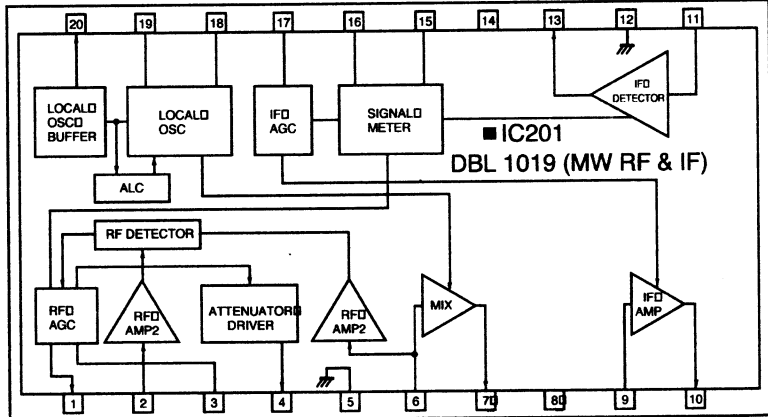 20 19 18 17 16 15 14 13 12 11
LOCAL
OSC
BUFFER
LOCAL
OSC
IF
AGC
SIGNAL
METER
IF
DETECTOR
■ IC201
DBL 1019 (MW RF & IF)
ALC
RF DETECTOR
RF
AGC
RF
AMP2
ATTENUATOR
DRIVER
RF
AMP2
MIX
IF
AMP
1 2 3 4 5 6 7 8 9 10